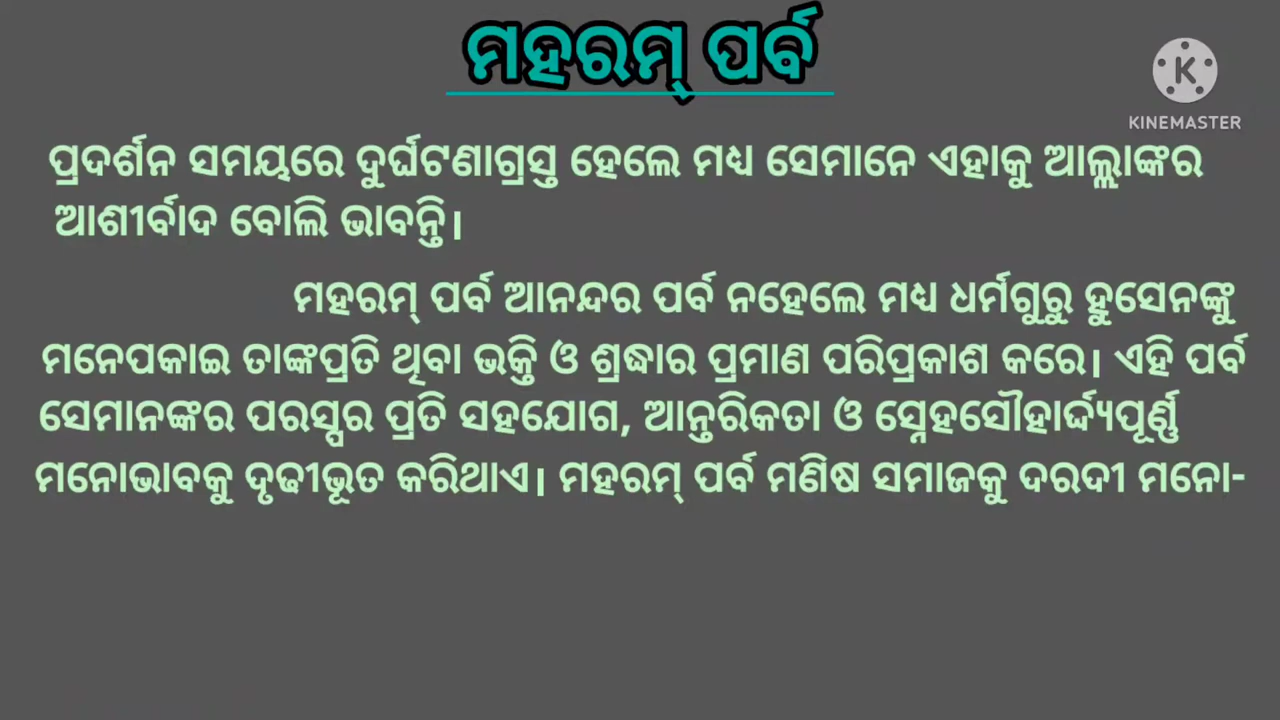 ମହରମ୍ ପର୍ବ
KINEMASTER
ପ୍ରଦର୍ଶନ ସମୟରେ ଦୁର୍ଘଟଣାଗ୍ରସ୍ତ ହେଲେ ମଧ୍ୟ ସେମାନେ ଏହାକୁ ଆଲ୍ଲାଙ୍କର
ଆଶୀର୍ବାଦ ବୋଲି ଭାବନ୍ତି।
ମହରମ୍ ପର୍ବ ଆନନ୍ଦର ପର୍ବ ନହେଲେ ମଧ୍ୟ ଧର୍ମଗୁରୁ ହୁସେନଙ୍କୁ
ମନେପକାଇ ତାଙ୍କପ୍ରତି ଥିବା ଭକ୍ତି ଓ ଶ୍ରଦ୍ଧାର ପ୍ରମାଣ ପରିପ୍ରକାଶ କରେ। ଏହି ପର୍ବ
ସେମାନଙ୍କର ପରସ୍ପର ପ୍ରତି ସହଯୋଗ, ଆନ୍ତରିକତା ଓ ସ୍ନେହସୌହାର୍ଦ୍ଦ୍ୟପୂର୍ଣ୍ଣ
ମନୋଭାବକୁ ଦୃଢୀଭୂତ କରିଥାଏ। ମହରମ୍ ପର୍ବ ମଣିଷ ସମାଜକୁ ଦରଦୀ ମନୋ-